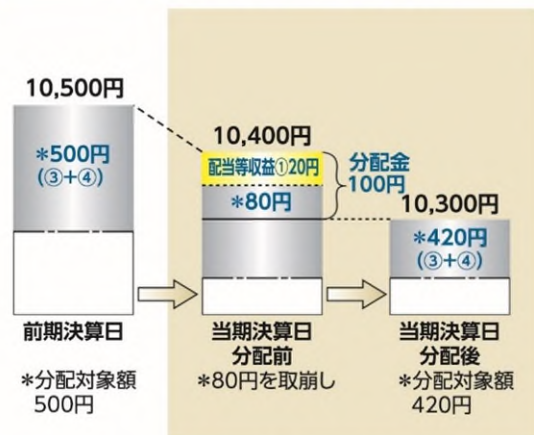 10,500円
*500円
(③+④)
前期決算日
*分配対象額
500円
10,400円
配当等収益①20円
*80円
分配金
100円
当期決算日
分配前
*80円を取崩し
10,300円
*420円
(③+④)
当期決算日
分配後
*分配対象額
420円